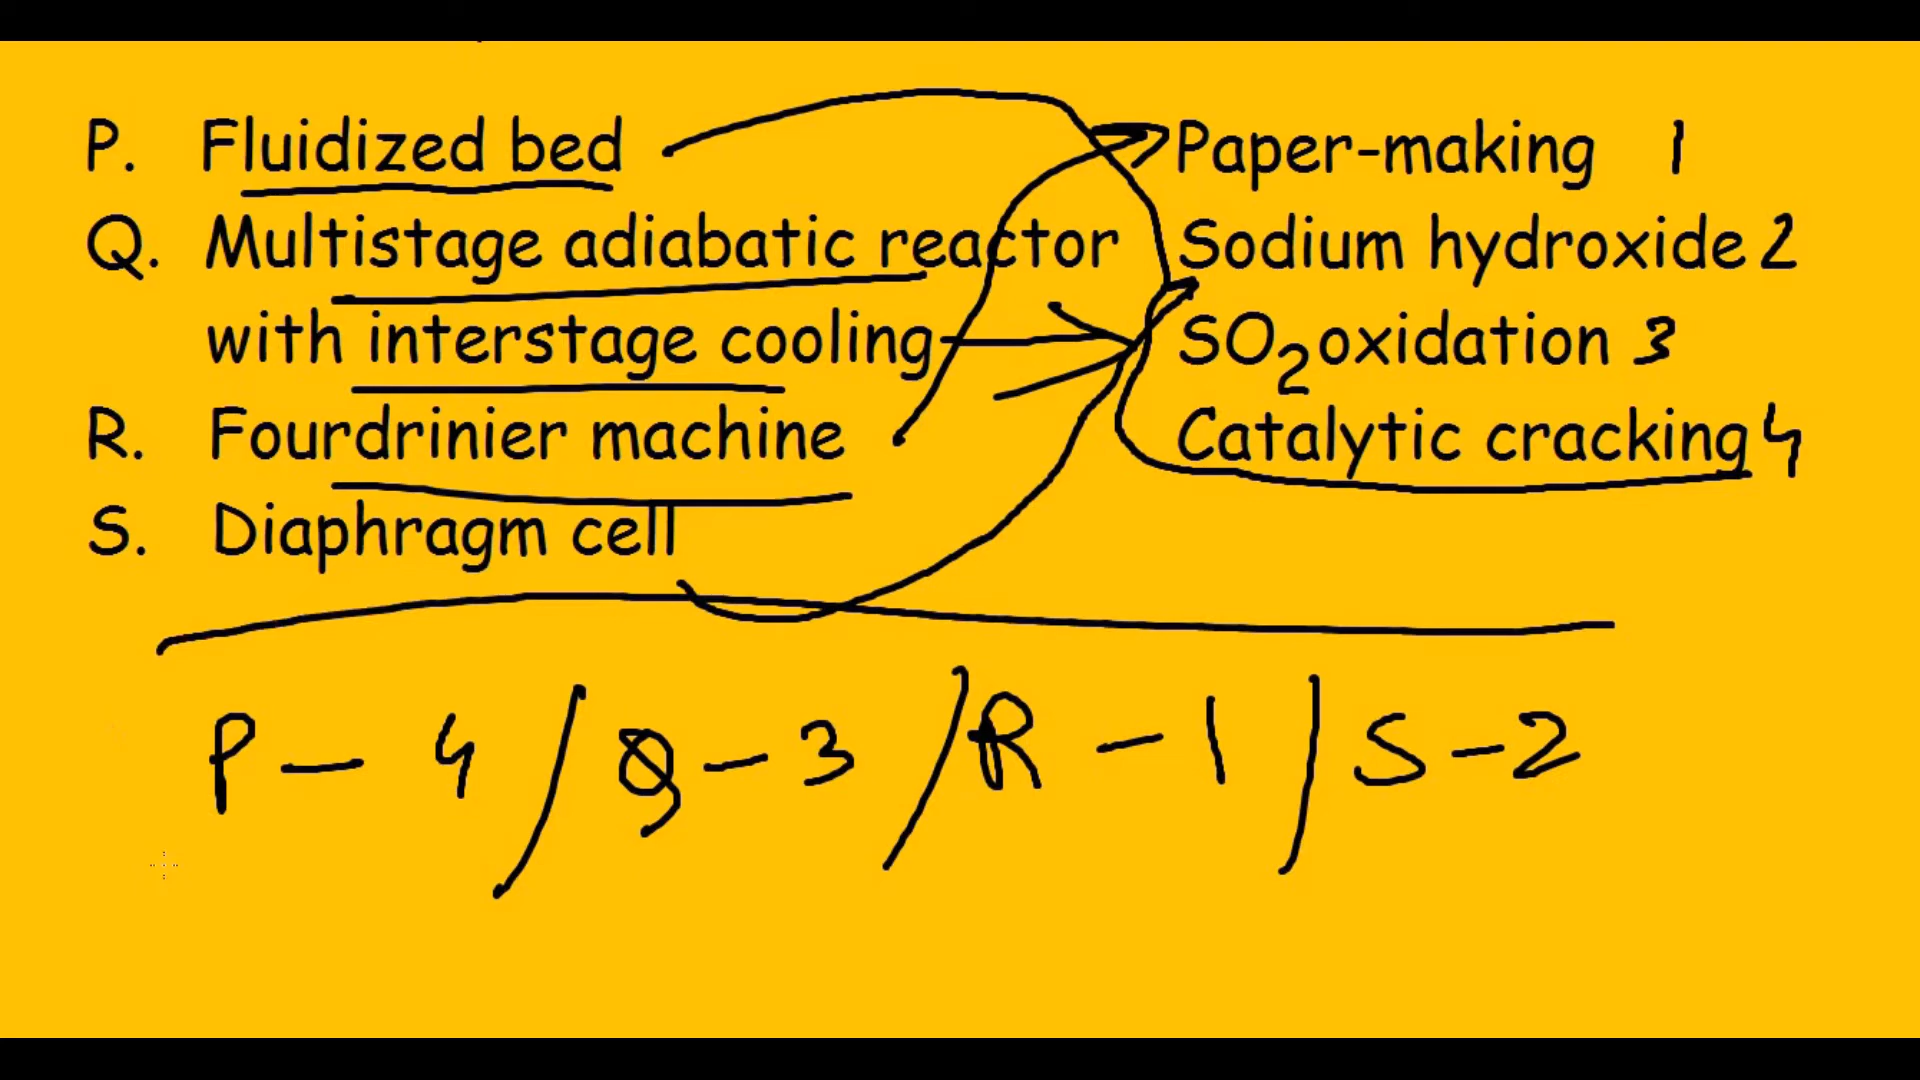 P. Fluidized bed Paper-making 1
Q. Multistage adiabatic reactor Sodium hydroxide 2
with interstage cooling SO2 oxidation 3
R. Fourdrinier machine Catalytic cracking 4
S. Diaphragm cell
P - 4 / Q - 3 / R - 1 / S - 2